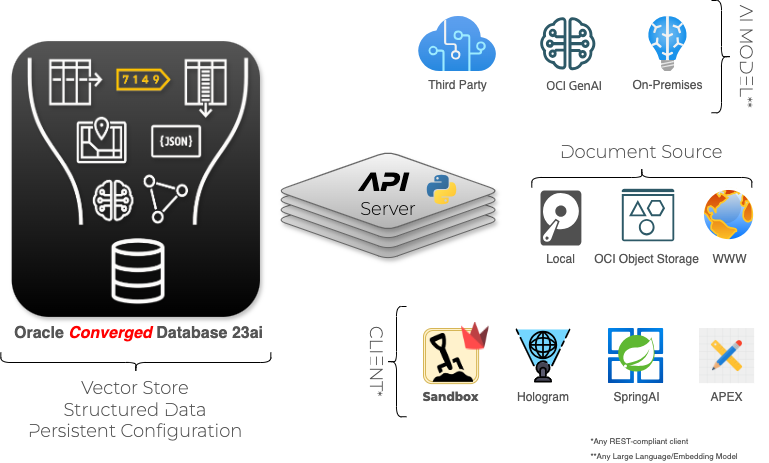 7149
{JSON}
Oracle Converged Database 23ai
Vector Store
Structured Data
Persistent Configuration
API
Server
Third Party
OCI GenAI
On-Premises
AI MODEL**
Document Source
Local
OCI Object Storage
WWW
CLIENT*
Sandbox
Hologram
SpringAI
APEX
*Any REST-compliant client
**Any Large Language/Embedding Model